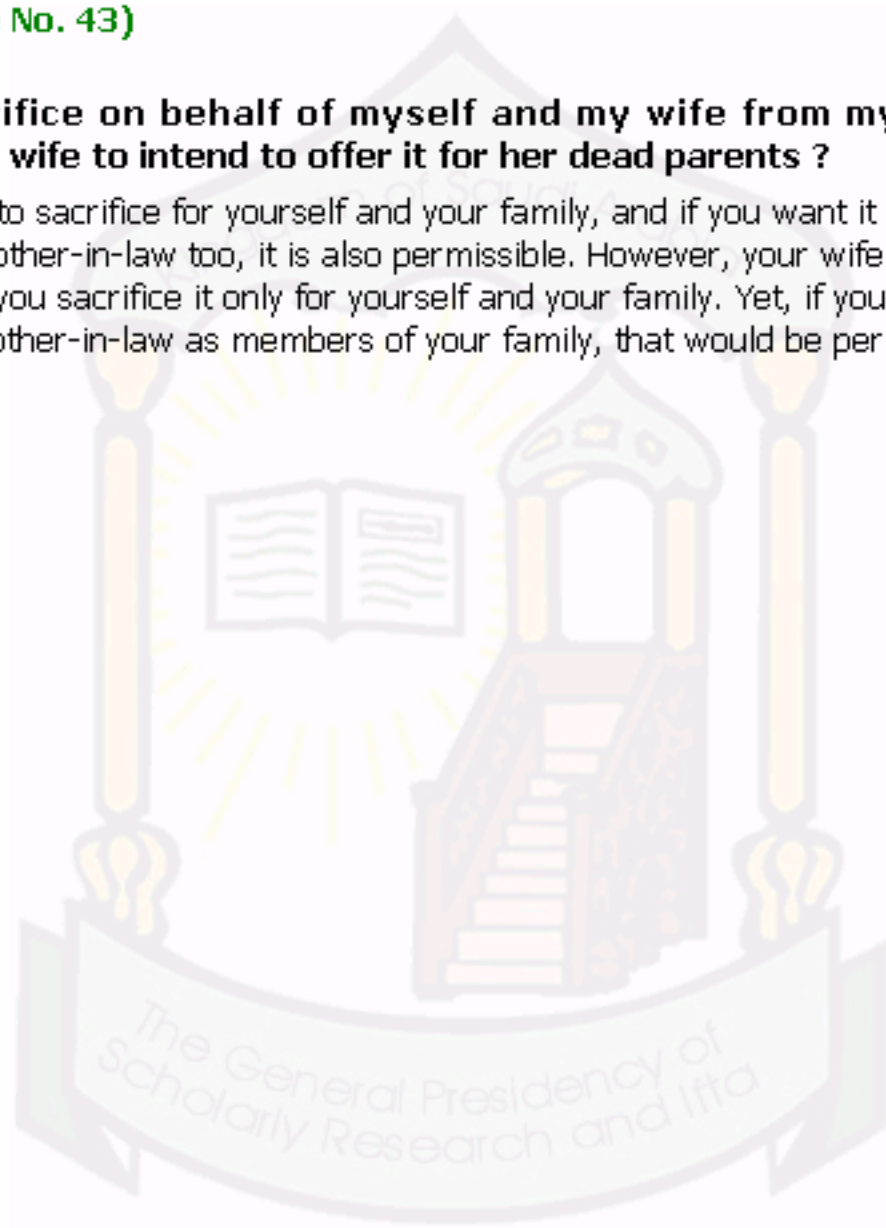 No. 43)
ifice on behalf of myself and my wife from my
wife to intend to offer it for her dead parents ?
to sacrifice for yourself and your family, and if you want it
other-in-law too, it is also permissible. However, your wife
you sacrifice it only for yourself and your family. Yet, if you
other-in-law as members of your family, that would be per
Kingdom of Saudi Arabia
The General Presidency of
Scholarly Research and Ifta